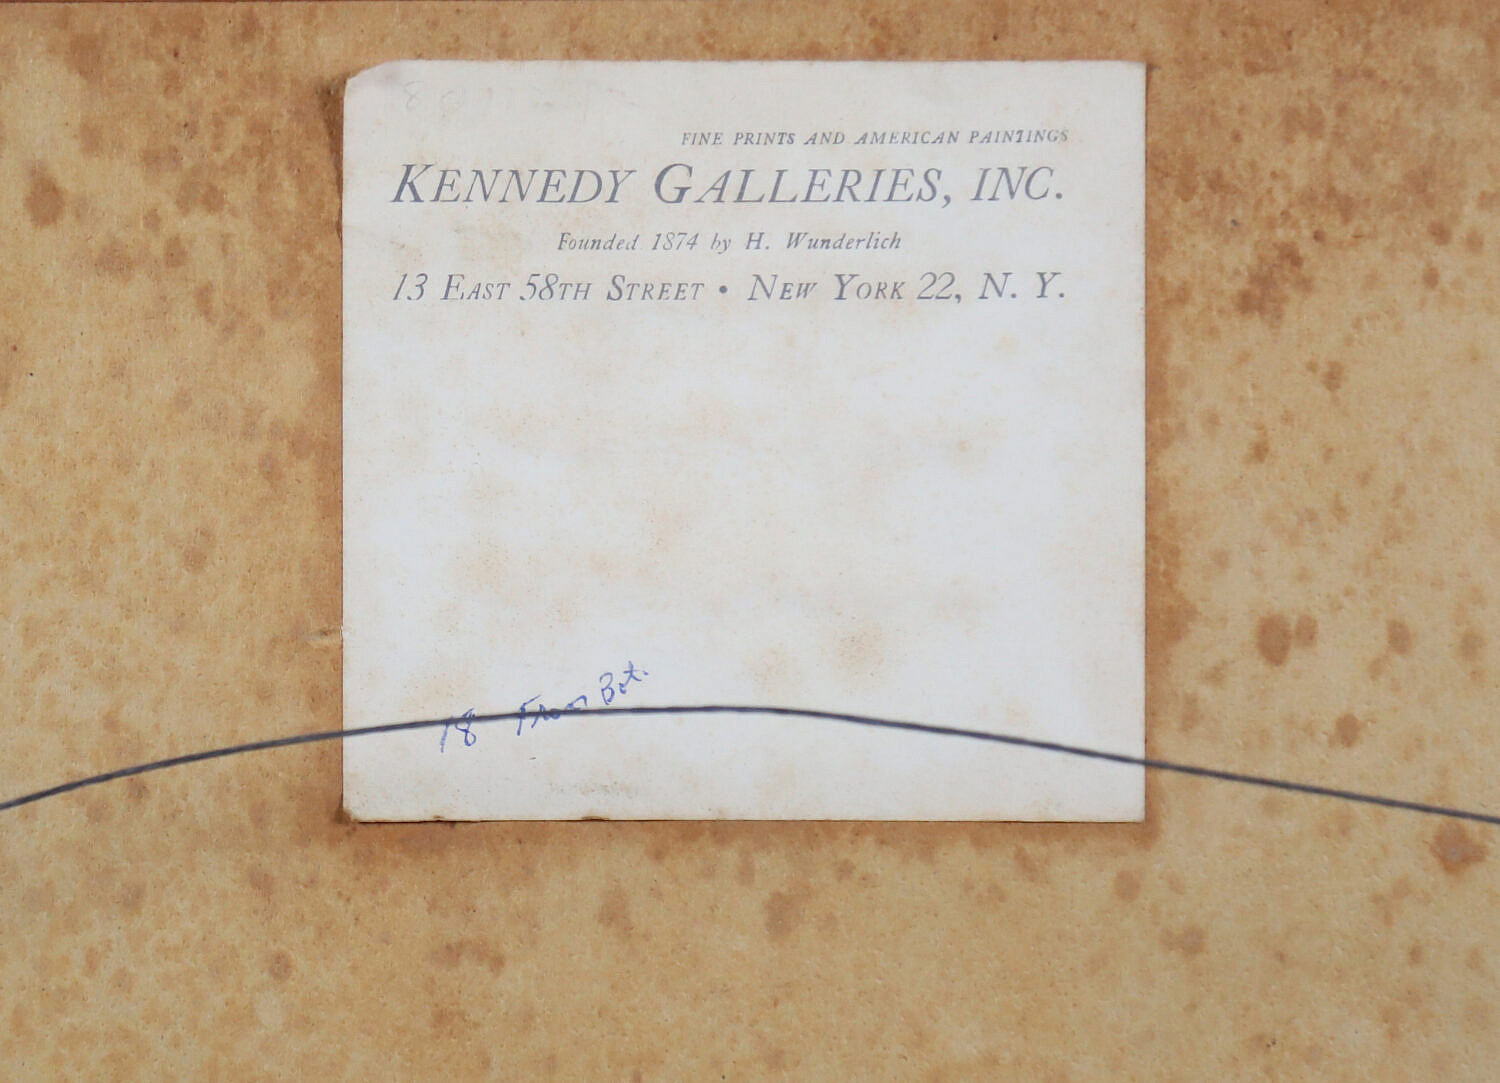 FINE PRINTS AND AMERICAN PAINTINGS
KENNEDY GALLERIES, INC.
Founded 1874 by H. Wunderlich
13 EAST 58TH STREET • NEW YORK 22, N. Y.
18 From Bot.